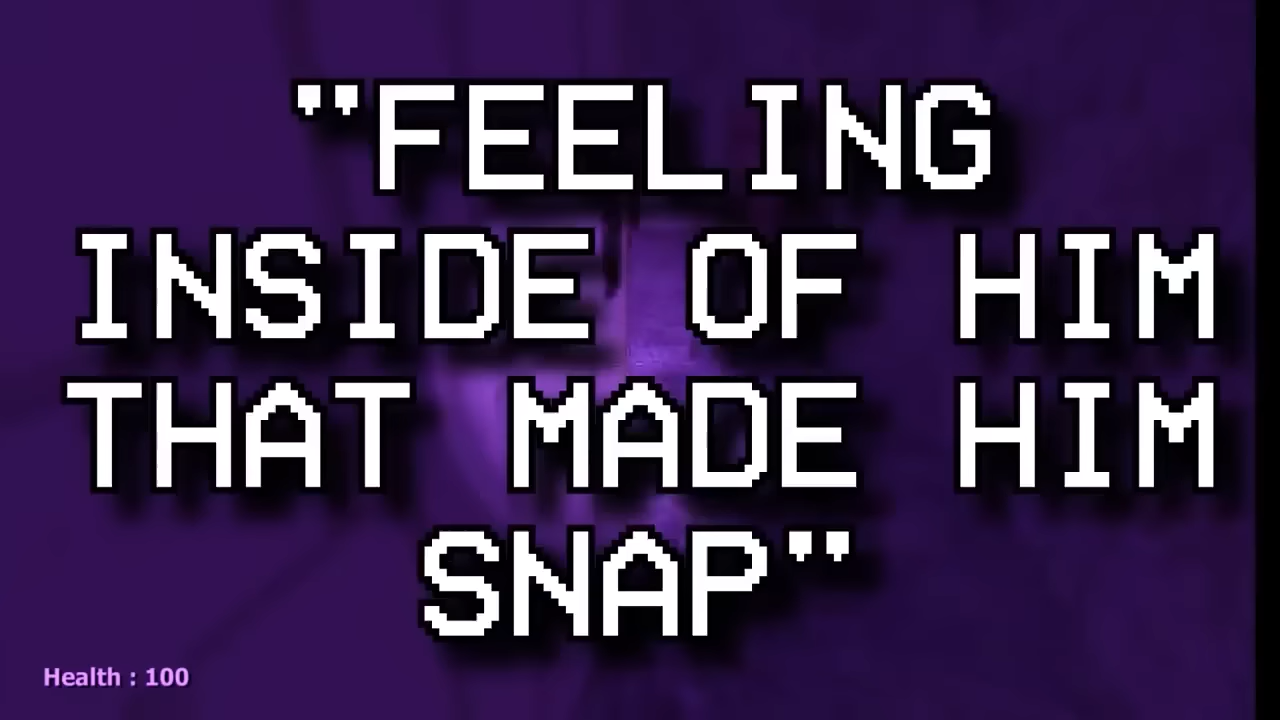 "FEELING
INSIDE OF HIM
THAT MADE HIM
SNAP"
Health : 100